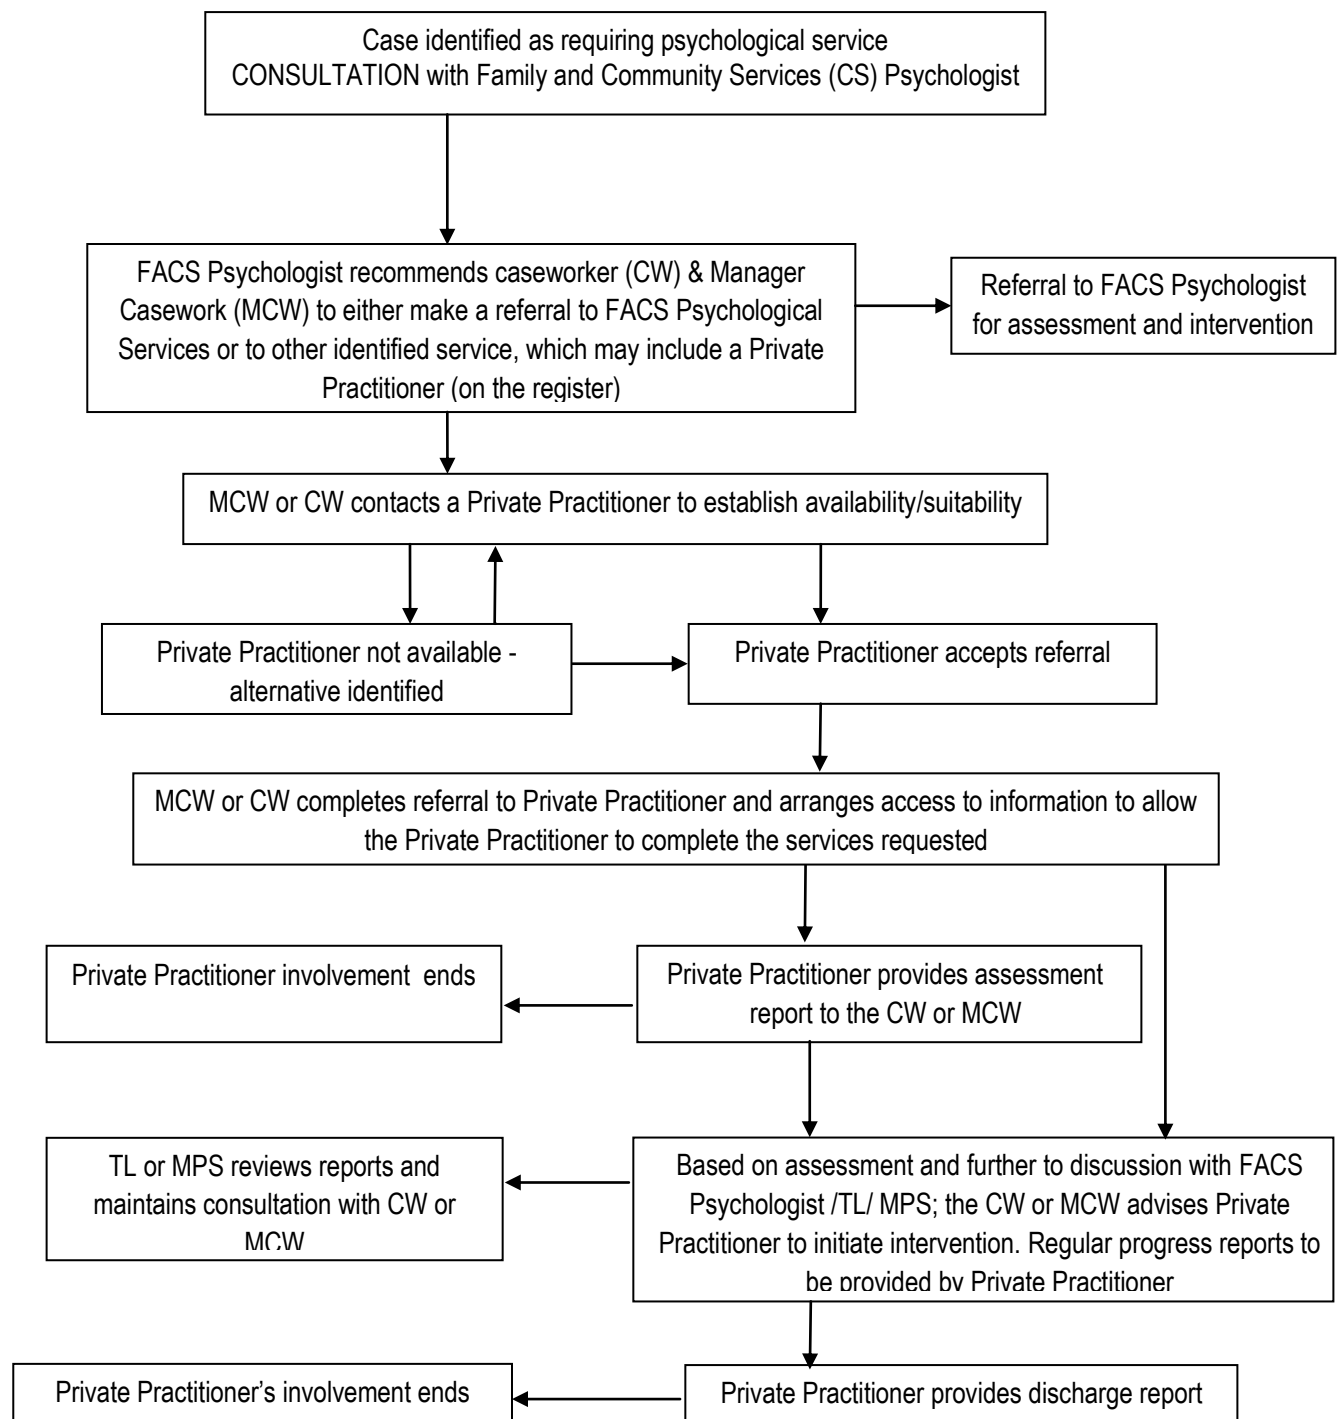 Case identified as requiring psychological service
CONSULTATION with Family and Community Services (CS) Psychologist
FACS Psychologist recommends caseworker (CW) & Manager
Casework (MCW) to either make a referral to FACS Psychological
Services or to other identified service, which may include a Private
Practitioner (on the register)
Referral to FACS Psychologist
for assessment and intervention
MCW or CW contacts a Private Practitioner to establish availability/suitability
Private Practitioner not available -
alternative identified
Private Practitioner accepts referral
MCW or CW completes referral to Private Practitioner and arranges access to information to allow
the Private Practitioner to complete the services requested
Private Practitioner involvement  ends
Private Practitioner provides assessment
report to the CW or MCW
TL or MPS reviews reports and
maintains consultation with CW or
MCW
Based on assessment and further to discussion with FACS
Psychologist /TL/ MPS; the CW or MCW advises Private
Practitioner to initiate intervention. Regular progress reports to
be provided by Private Practitioner
Private Practitioner's involvement ends
Private Practitioner provides discharge report